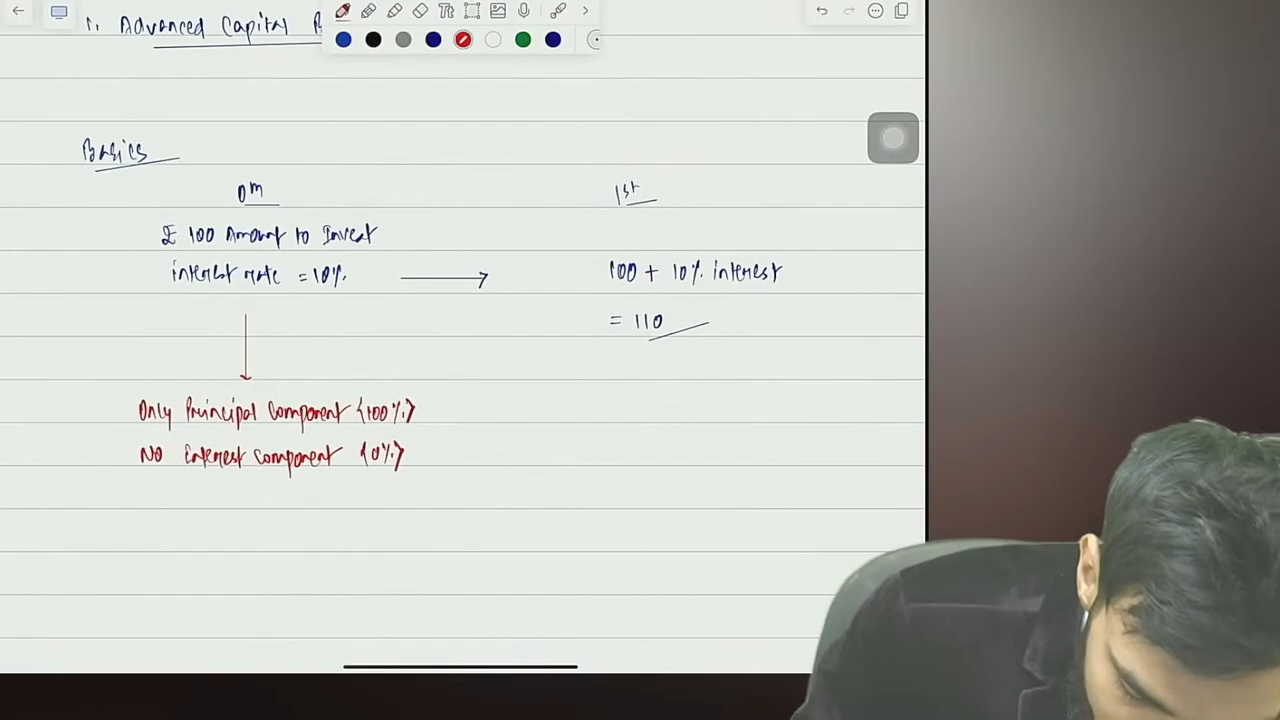 1. Advanced Capital
Basics
0m
1st
£ 100 Amount to Invest
interest rate = 10%
100 + 10% interest
= 110
Only Principal Component {100%}
No interest component {0%}
Tt